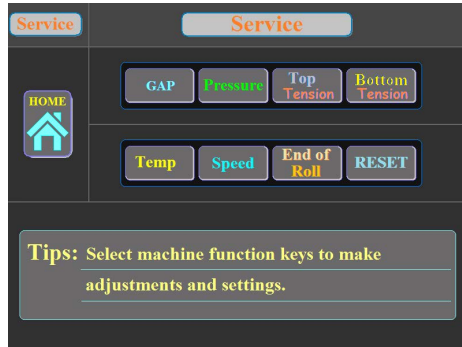 Service
Service
HOME
GAP
Pressure
Top
Tension
Bottom
Tension
Temp
Speed
End of
Roll
RESET
Tips: Select machine function keys to make
adjustments and settings.